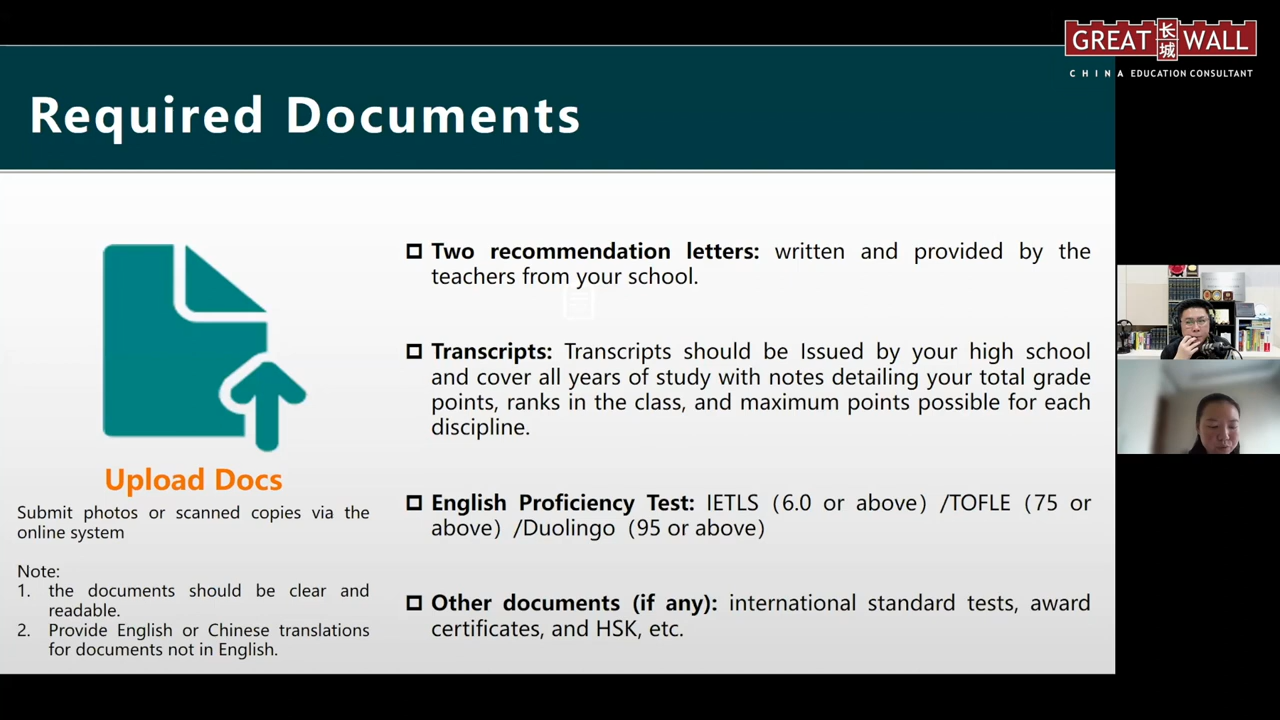 GREAT 长城 WALL
CHINA EDUCATION CONSULTANT
Required Documents
Two recommendation letters: written and provided by the
teachers from your school.
Transcripts: Transcripts should be Issued by your high school
and cover all years of study with notes detailing your total grade
points, ranks in the class, and maximum points possible for each
discipline.
English Proficiency Test: IETLS（6.0 or above）/TOFLE（75 or
above）/Duolingo（95 or above）
Other documents (if any): international standard tests, award
certificates, and HSK, etc.
Upload Docs
Submit photos or scanned copies via the
online system
Note:
1. the documents should be clear and
readable.
2. Provide English or Chinese translations
for documents not in English.